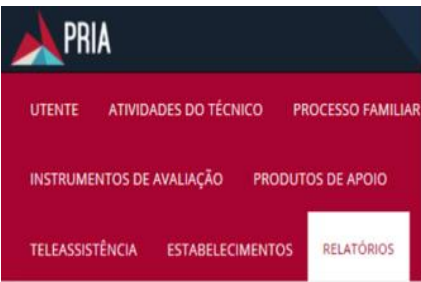 PRIA
UTENTE ATIVIDADES DO TÉCNICO PROCESSO FAMILIAR
INSTRUMENTOS DE AVALIAÇÃO PRODUTOS DE APOIO
TELEASSISTÊNCIA ESTABELECIMENTOS RELATÓRIOS